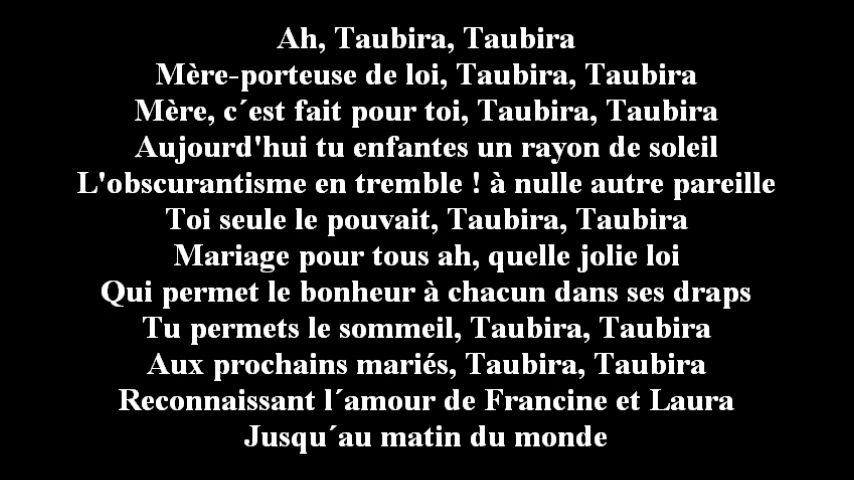 Ah, Taubira, Taubira
Mère-porteuse de loi, Taubira, Taubira
Mère, c´est fait pour toi, Taubira, Taubira
Aujourd'hui tu enfantes un rayon de soleil
L'obscurantisme en tremble ! à nulle autre pareille
Toi seule le pouvait, Taubira, Taubira
Mariage pour tous ah, quelle jolie loi
Qui permet le bonheur à chacun dans ses draps
Tu permets le sommeil, Taubira, Taubira
Aux prochains mariés, Taubira, Taubira
Reconnaissant l´amour de Francine et Laura
Jusqu´au matin du monde